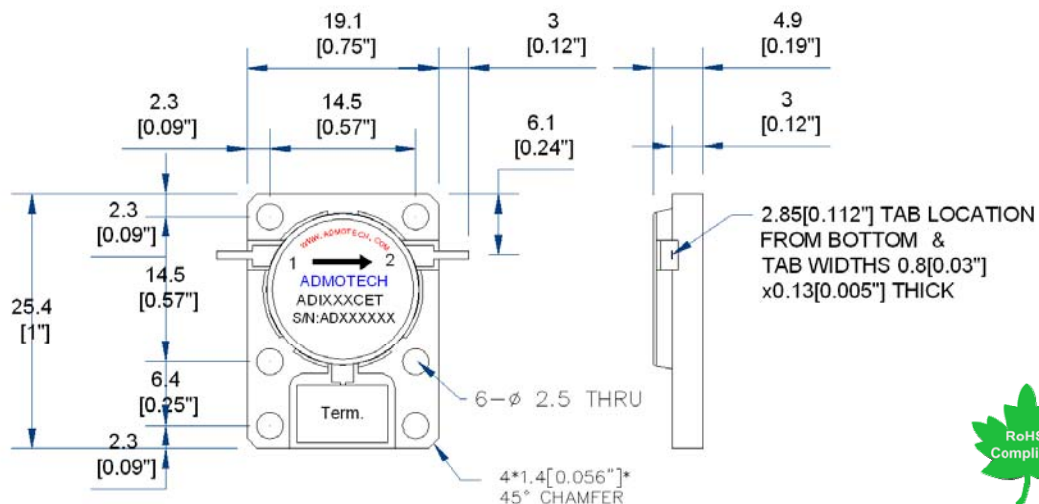 19.1
[0.75"]
3
[0.12"]
4.9
[0.19"]
2.3
[0.09"]
14.5
[0.57"]
6.1
[0.24"]
3
[0.12"]
2.3
[0.09"]
14.5
[0.57"]
25.4
[1"]
6.4
[0.25"]
2.3
[0.09"]
WWW.ADMOTECH.COM
1
2
ADMOTECH
ADIXXXCET
S/N:ADXXXXXX
Term.
2.85[0.112"] TAB LOCATION
FROM BOTTOM &
TAB WIDTHS 0.8[0.03"]
x0.13[0.005"] THICK
6-ϕ 2.5 THRU
4*1.4[0.056"]*
45° CHAMFER